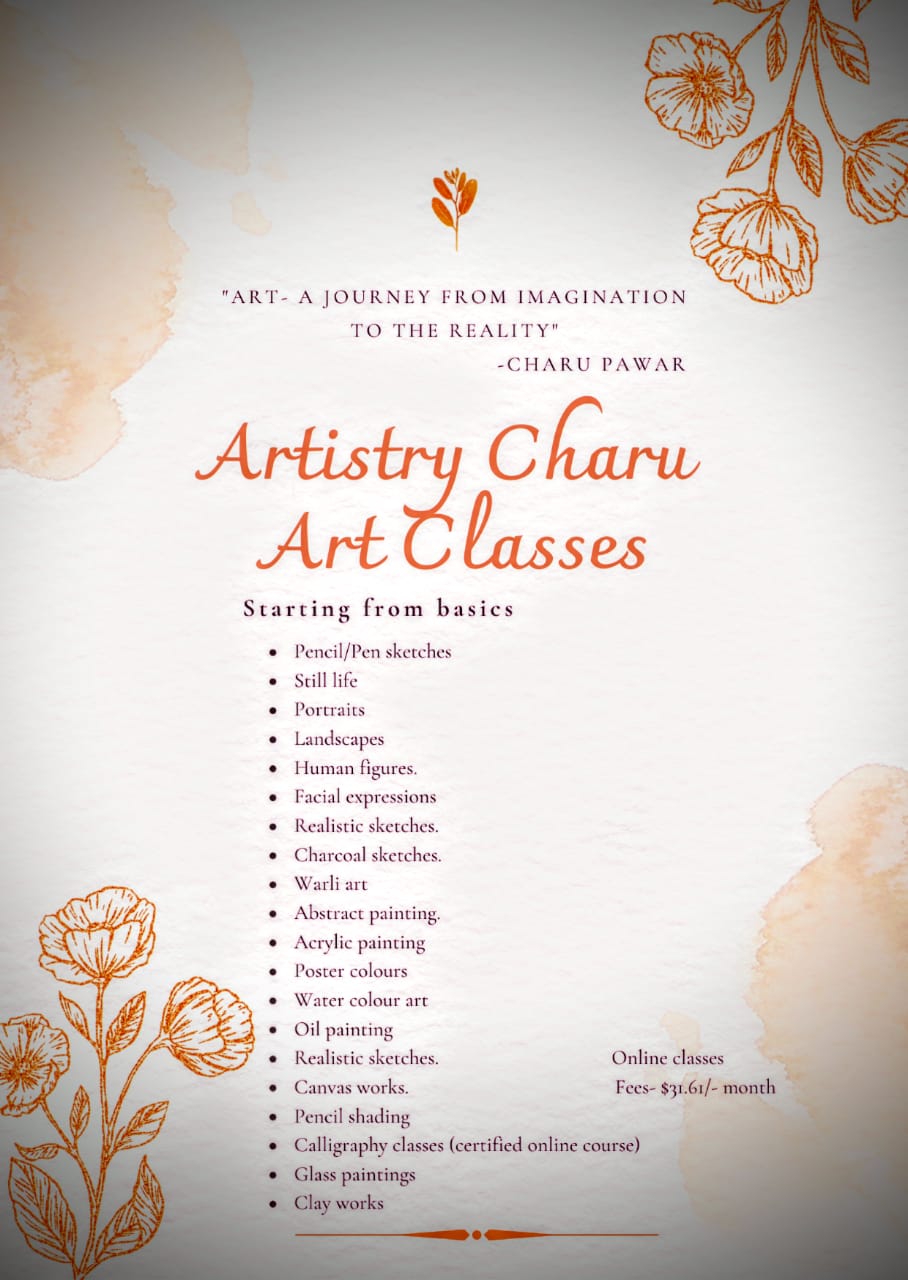 "ART- A JOURNEY FROM IMAGINATION
TO THE REALITY"
-CHARU PAWAR
Artistry Charu
Art Classes
Starting from basics
• Pencil/Pen sketches
• Still life
• Portraits
• Landscapes
• Human figures.
• Facial expressions
• Realistic sketches.
• Charcoal sketches.
• Warli art
• Abstract painting.
• Acrylic painting
• Poster colours
• Water colour art
• Oil painting
• Realistic sketches.
• Canvas works.
• Pencil shading
• Calligraphy classes (certified online course)
• Glass paintings
• Clay works
Online classes
Fees- $31.61/- month